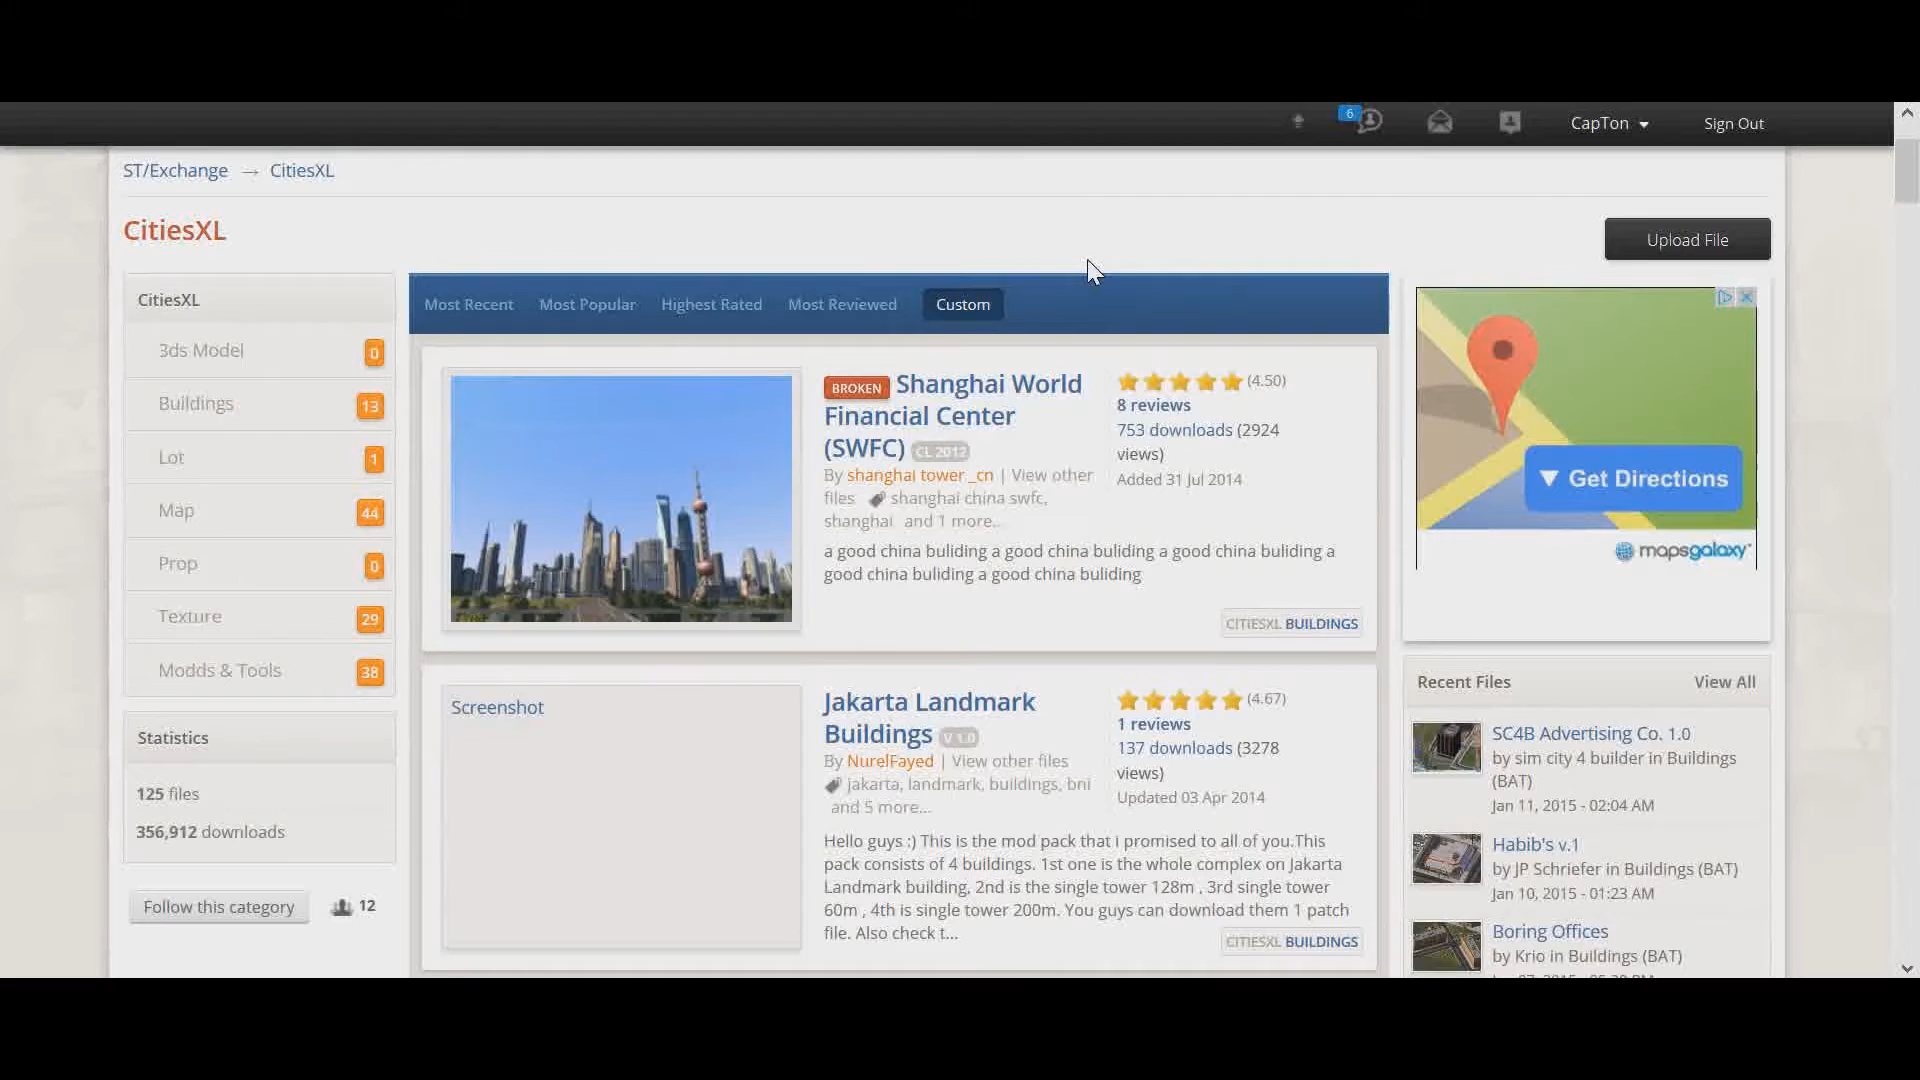 6
CapTon
Sign Out
ST/Exchange → CitiesXL
CitiesXL
Upload File
CitiesXL
3ds Model 0
Buildings 13
Lot 1
Map 44
Prop 0
Texture 29
Modds & Tools 38
Statistics
125 files
356,912 downloads
Follow this category
12
Most Recent
Most Popular
Highest Rated
Most Reviewed
Custom
BROKEN Shanghai World
Financial Center
(SWFC) CL 2012
By shanghai tower _cn | View other
files shanghai china swfc,
shanghai and 1 more...
(4.50)
8 reviews
753 downloads (2924
views)
Added 31 Jul 2014
a good china buliding a good china buliding a good china buliding a
good china buliding a good china buliding
CITIESXL BUILDINGS
Screenshot
Jakarta Landmark
Buildings V 1.0
By NurelFayed | View other files
jakarta, landmark, buildings, bni
and 5 more...
(4.67)
1 reviews
137 downloads (3278
views)
Updated 03 Apr 2014
Hello guys :) This is the mod pack that i promised to all of you.This
pack consists of 4 buildings. 1st one is the whole complex on Jakarta
Landmark building, 2nd is the single tower 128m , 3rd single tower
60m , 4th is single tower 200m. You guys can download them 1 patch
file. Also check t...
CITIESXL BUILDINGS
Get Directions
mapsgalaxy
Recent Files
View All
SC4B Advertising Co. 1.0
by sim city 4 builder in Buildings
(BAT)
Jan 11, 2015 - 02:04 AM
Habib's v.1
by JP Schriefer in Buildings (BAT)
Jan 10, 2015 - 01:23 AM
Boring Offices
by Krio in Buildings (BAT)